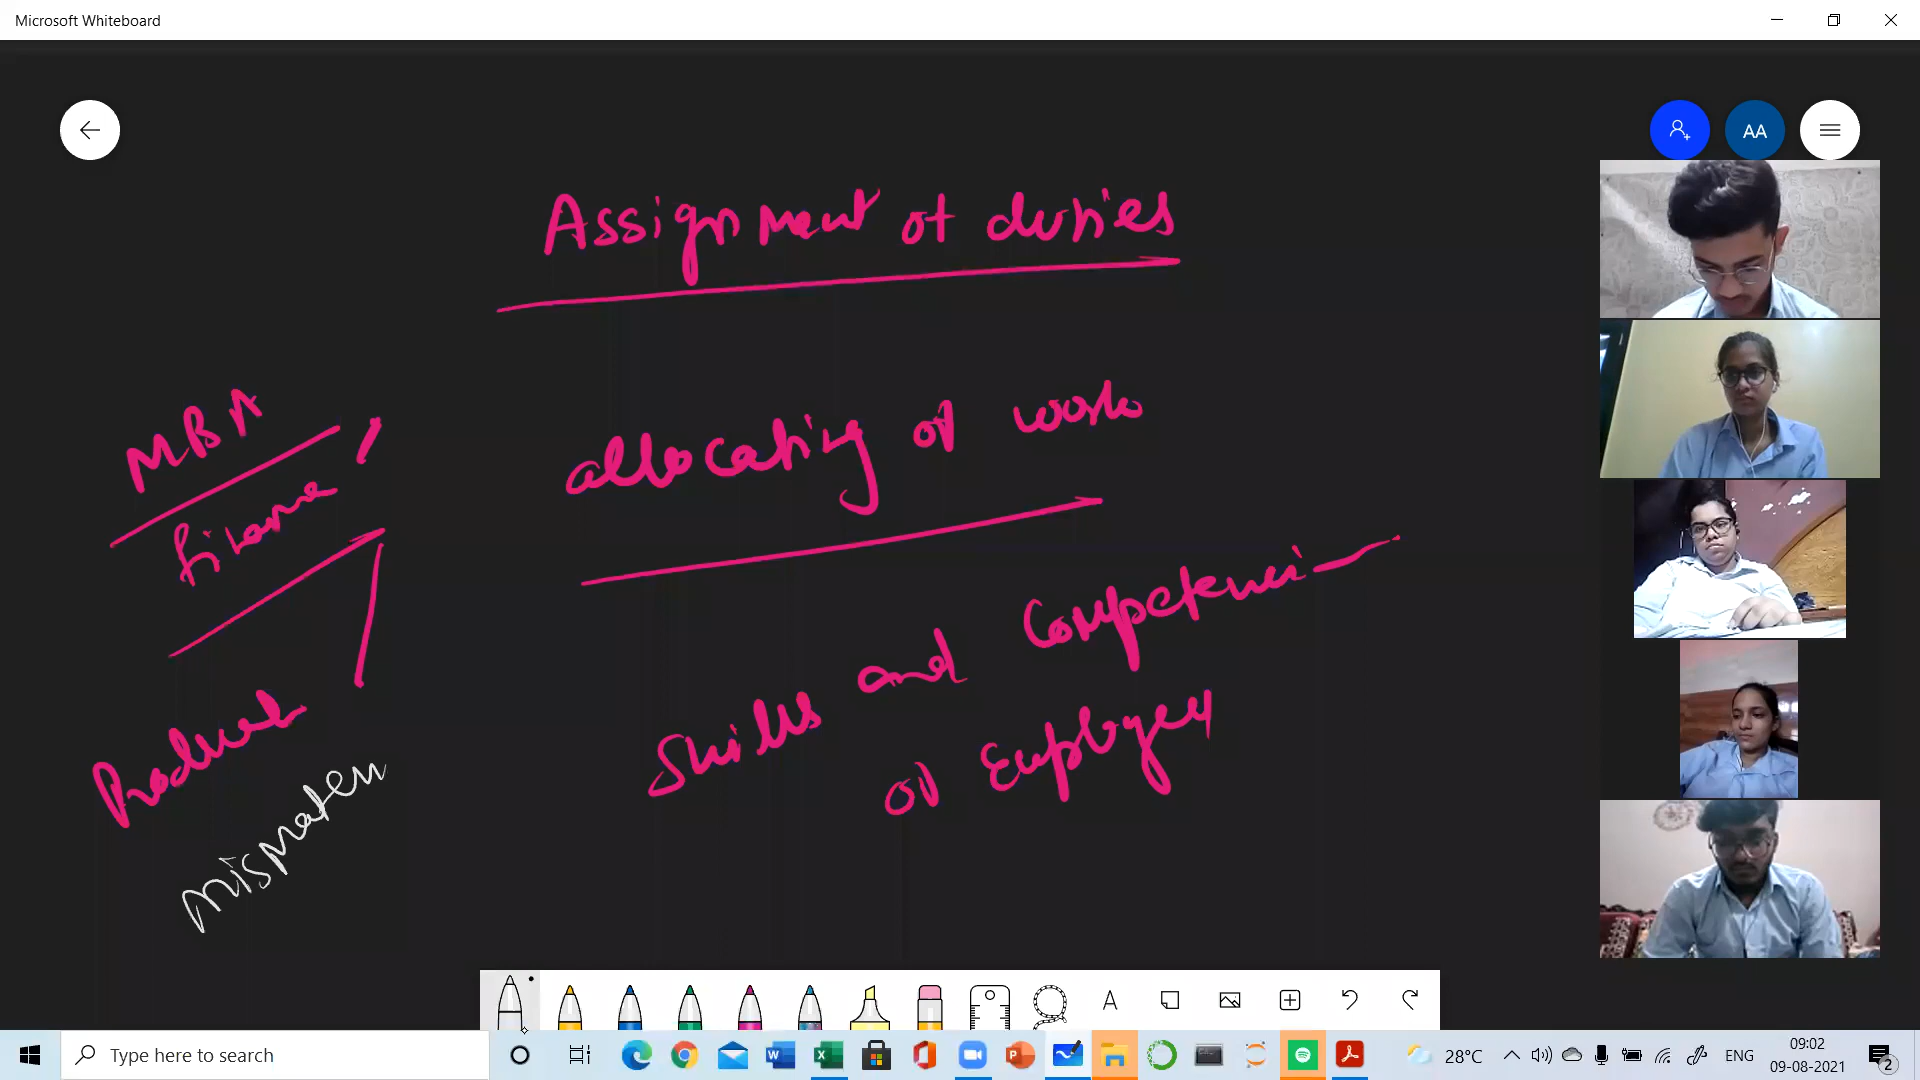 Microsoft Whiteboard
AA
Assignment of duties
allocating of work
Skills and Competencies
of Employees
MBA
finance
Product
mismatch
A
Type here to search
28°C
ENG
09:02
09-08-2021
2